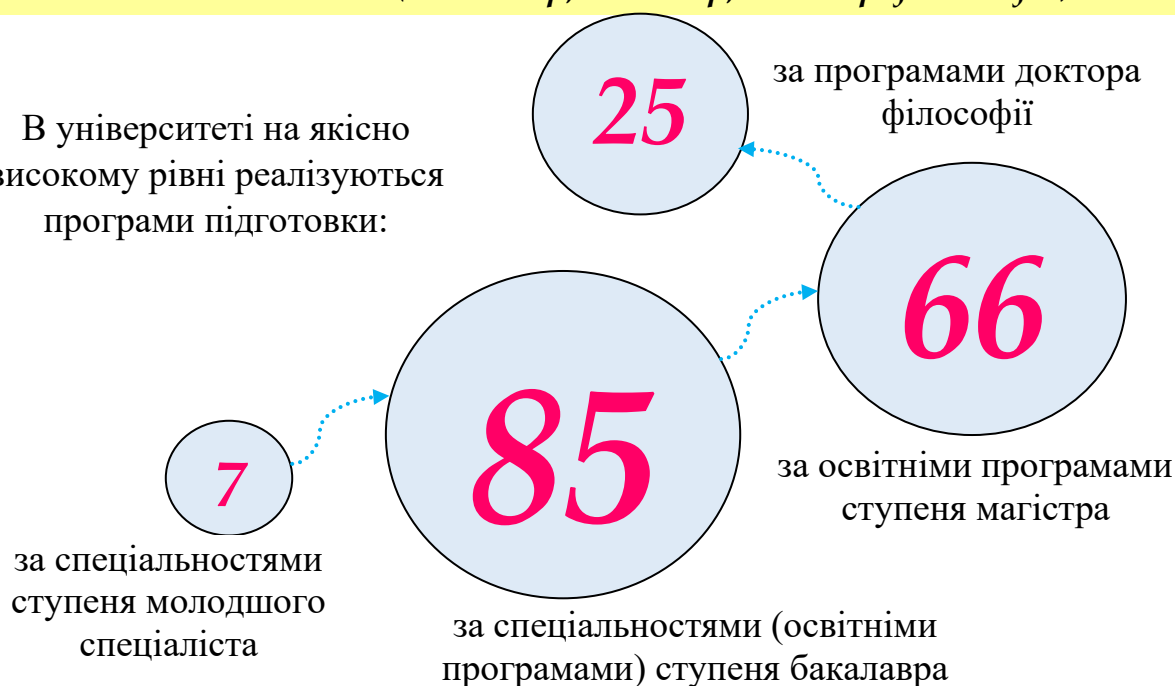 В університеті на якісно
високому рівні реалізуються
програми підготовки:
25
за програмами доктора
філософії
66
за освітніми програмами
ступеня магістра
85
за спеціальностями (освітніми
програмами) ступеня бакалавра
7
за спеціальностями
ступеня молодшого
спеціаліста